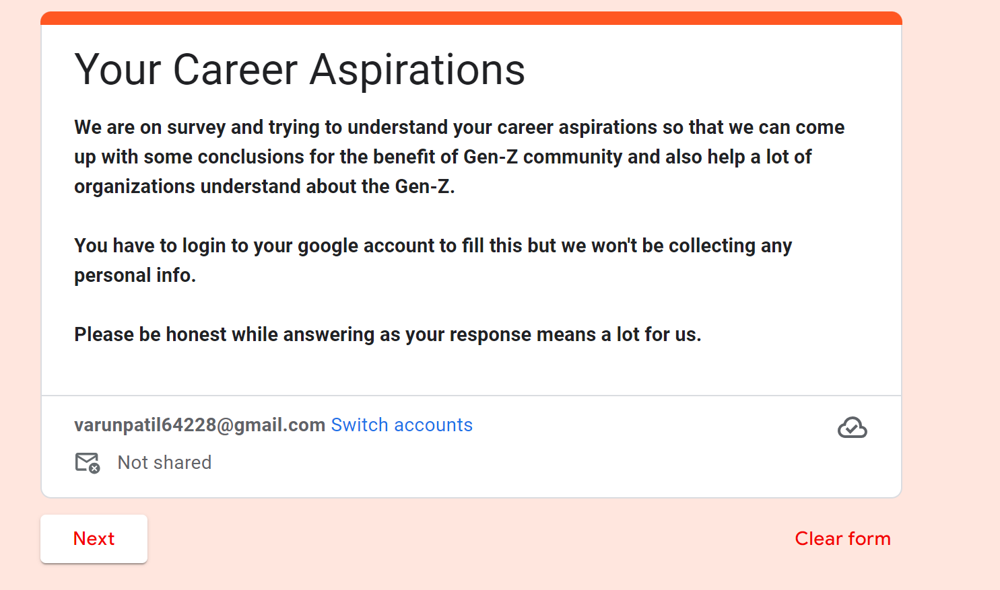 Your Career Aspirations
We are on survey and trying to understand your career aspirations so that we can come
up with some conclusions for the benefit of Gen-Z community and also help a lot of
organizations understand about the Gen-Z.
You have to login to your google account to fill this but we won't be collecting any
personal info.
Please be honest while answering as your response means a lot for us.
varunpatil64228@gmail.com Switch accounts
Not shared
Next Clear form